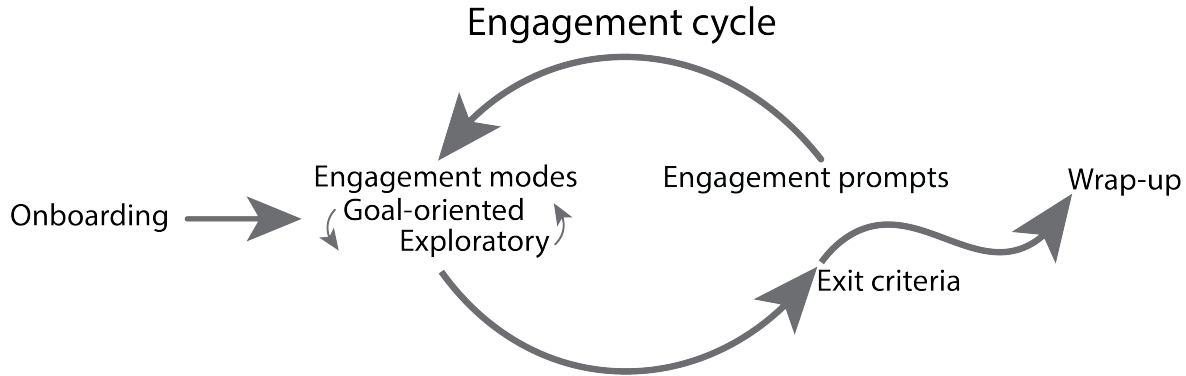 Engagement cycle
Onboarding
Engagement modes
Goal-oriented
Exploratory
Engagement prompts
Exit criteria
Wrap-up